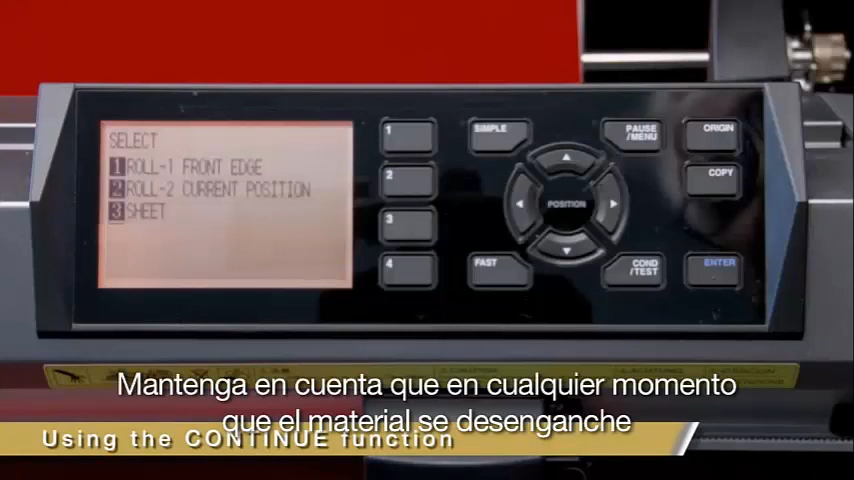 SELECT
1 ROLL-1 FRONT EDGE
2 ROLL-2 CURRENT POSITION
3 SHEET
1
2
3
4
SIMPLE
PAUSE
/MENU
ORIGIN
COPY
POSITION
FAST
COND
/TEST
ENTER
Mantenga en cuenta que en cualquier momento
que el material se desenganche
Using the CONTINUE function